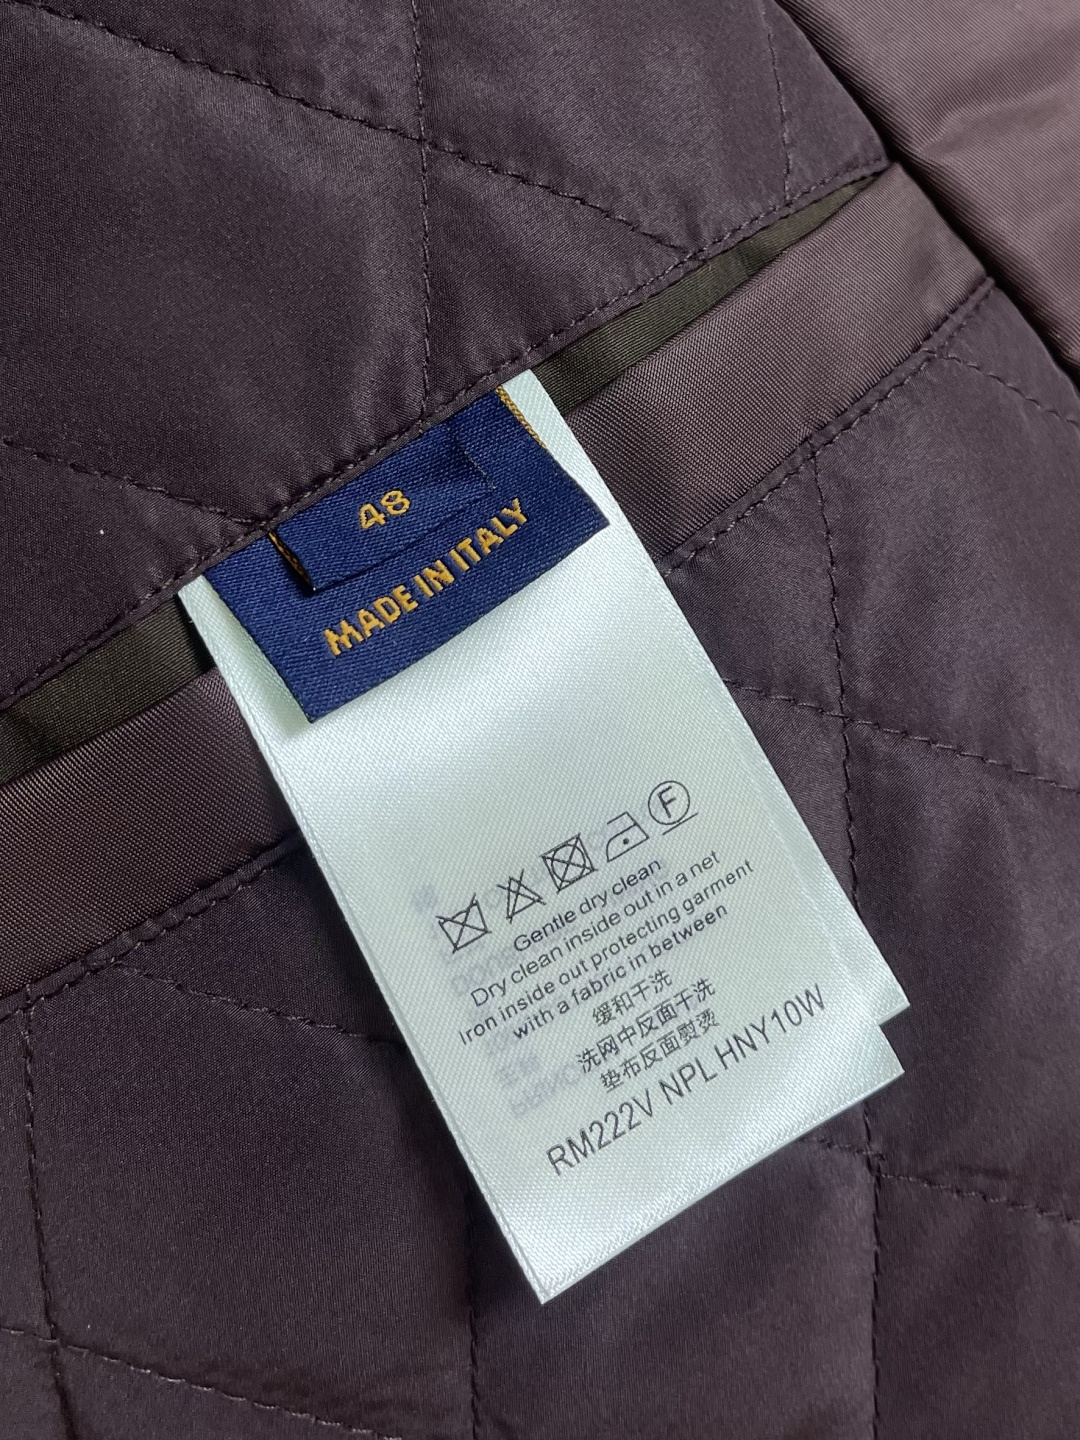 48
MADE IN ITALY
F
Gentle dry clean
Dry clean inside out in a net
Iron inside out protecting garment
with a fabric in between
缓和干洗
洗网中反面干洗
垫布反面熨烫
RM222V NPL HNY10W